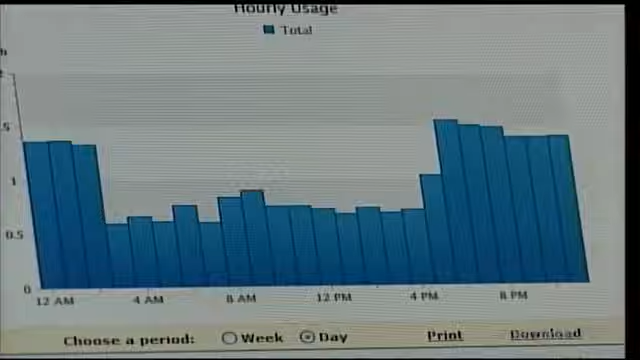 Hourly Usage
Total
h
2
.5
1
0.5
0
12 AM 4 AM 8 AM 12 PM 4 PM 8 PM
Choose a period: Week Day Print Download